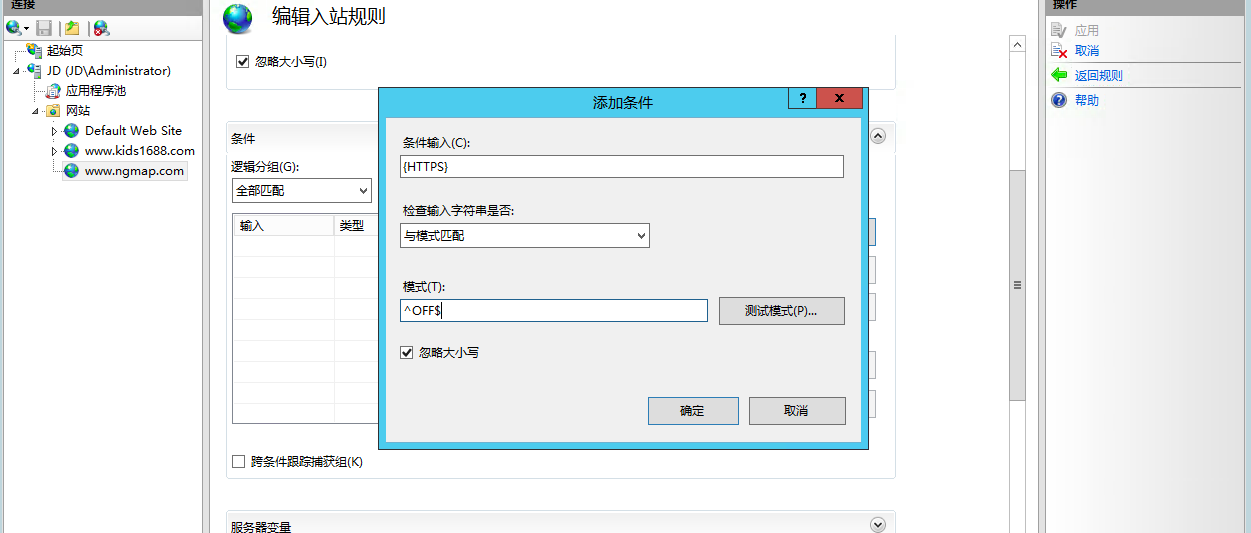 连接
起始页
JD (JD\Administrator)
应用程序池
网站
Default Web Site
www.kids1688.com
www.ngmap.com
编辑入站规则
忽略大小写(I)
条件
逻辑分组(G):
全部匹配
输入
类型
跨条件跟踪捕获组(K)
服务器变量
添加条件
?
x
条件输入(C):
{HTTPS}
检查输入字符串是否:
与模式匹配
模式(T):
^OFF$
测试模式(P)...
忽略大小写
确定
取消
操作
应用
取消
返回规则
帮助